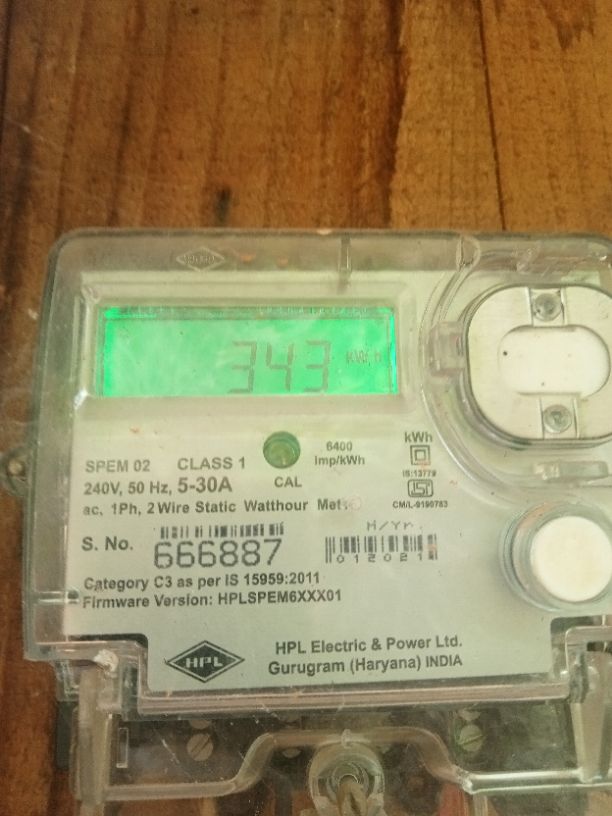 343 kWh
SPEM 02 CLASS 1
6400
imp/kWh
kWh
240V, 50 Hz, 5-30A
CAL
IS:13779
CM/L-9190783
ac, 1Ph, 2 Wire Static Watthour
M/Yr.
S. No. 666887
012021
Category C3 as per IS 15959:2011
Firmware Version: HPLSPEM6XXX01
HPL
HPL Electric & Power Ltd.
Gurugram (Haryana) INDIA